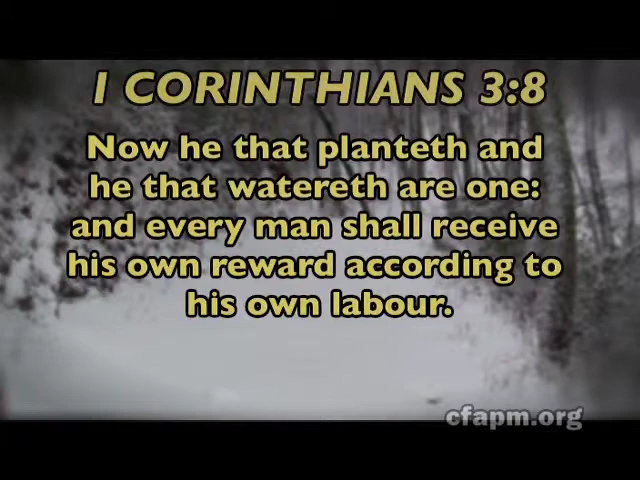 I CORINTHIANS 3:8
Now he that planteth and
he that watereth are one:
and every man shall receive
his own reward according to
his own labour.
cfapm.org